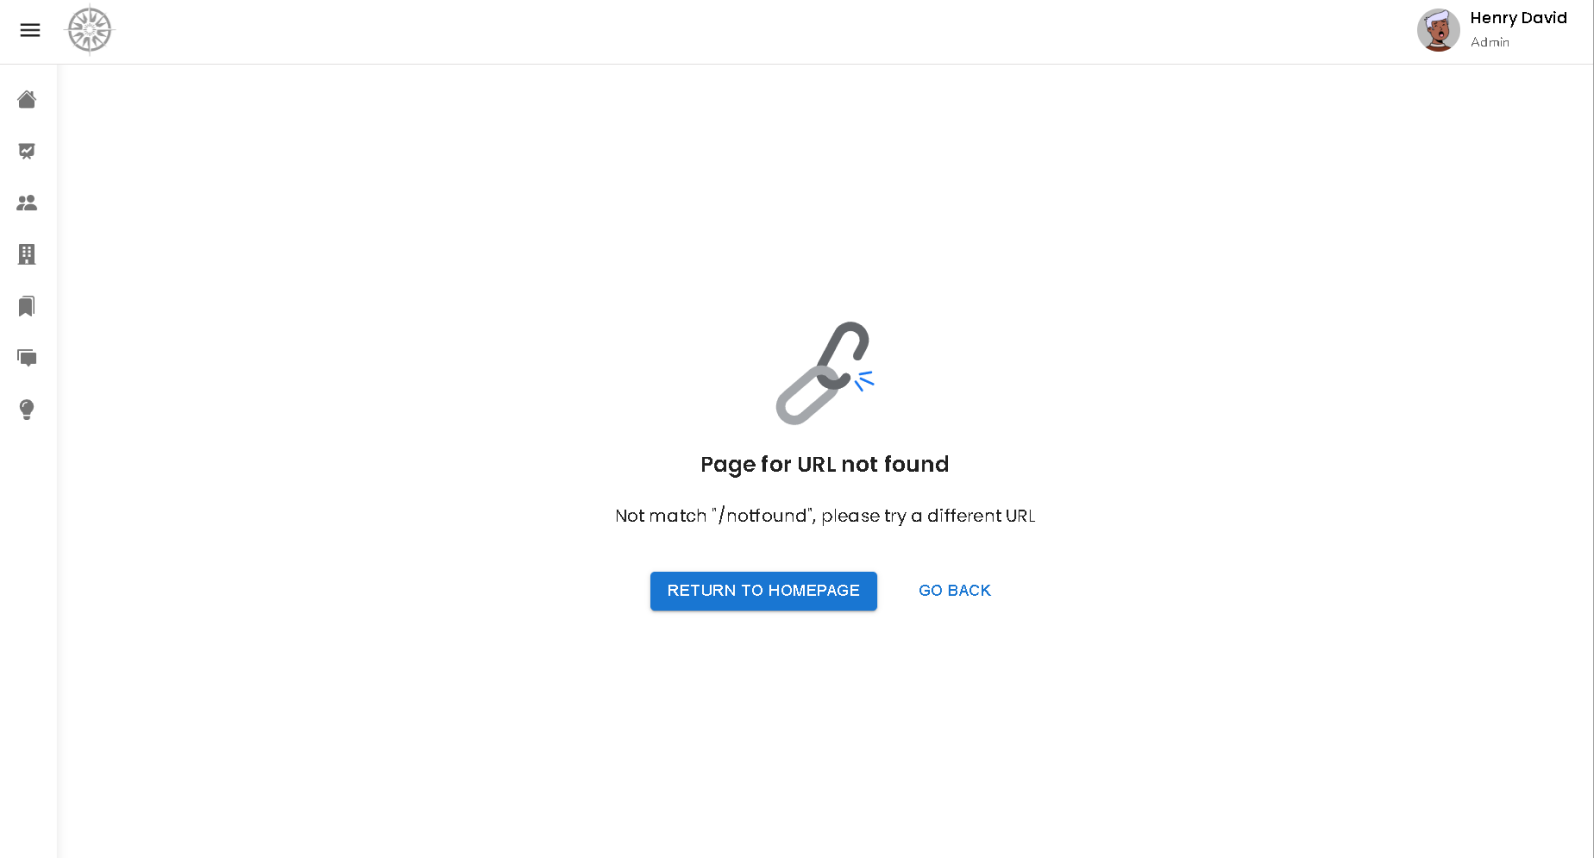 Henry David
Admin
Page for URL not found
Not match "/notfound", please try a different URL
RETURN TO HOMEPAGE
GO BACK